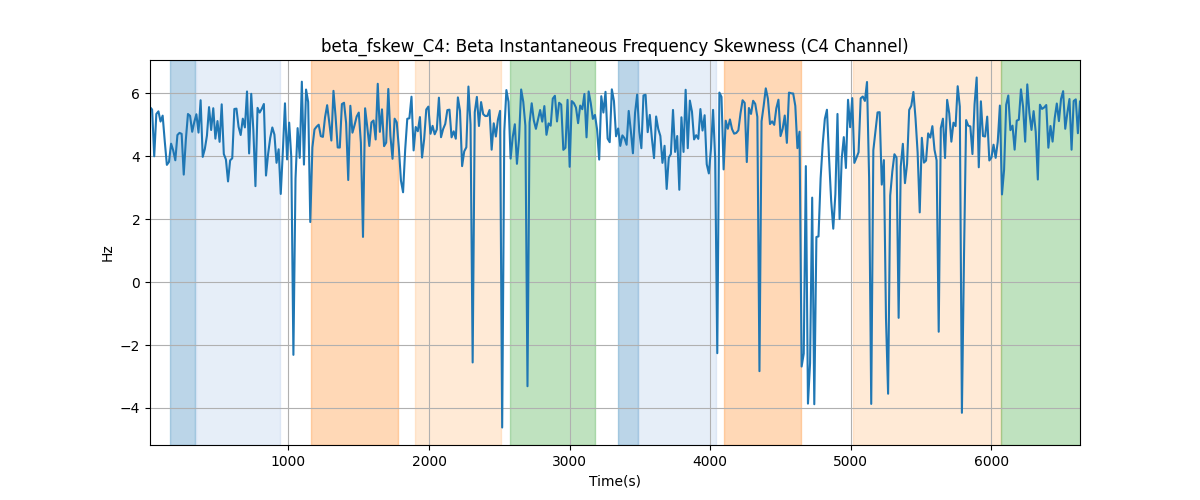 beta_fskew_C4: Beta Instantaneous Frequency Skewness (C4 Channel)
6
4
2
0
−2
−4
Hz
1000 2000 3000 4000 5000 6000
Time(s)